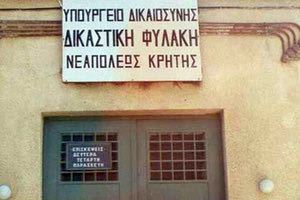 ΥΠΟΥΡΓΕΙΟ ΔΙΚΑΙΟΣΥΝΗΣ
ΔΙΚΑΣΤΙΚΗ ΦΥΛΑΚΗ
ΝΕΑΠΟΛΕΩΣ ΚΡΗΤΗΣ
ΕΠΙΣΚΕΨΕΙΣ
ΔΕΥΤΕΡΑ
ΤΕΤΑΡΤΗ
ΠΑΡΑΣΚΕΥΗ